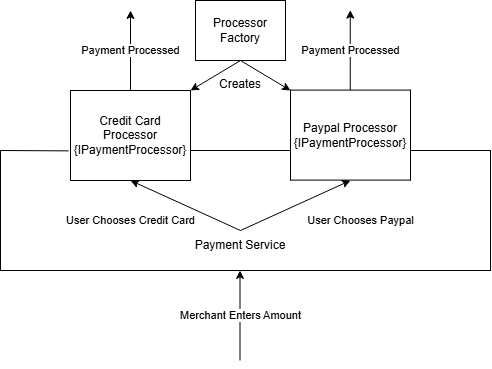 Processor
Factory
Payment Processed
Payment Processed
Creates
Credit Card
Processor
{IPaymentProcessor}
Paypal Processor
{IPaymentProcessor}
User Chooses Credit Card
User Chooses Paypal
Payment Service
Merchant Enters Amount